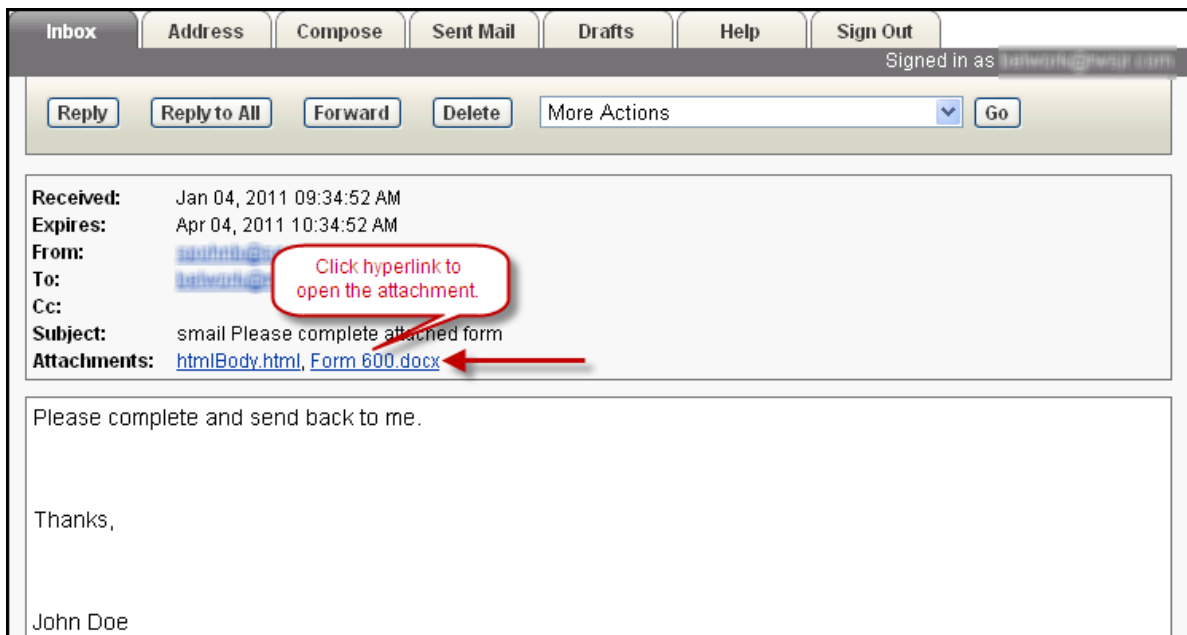 Inbox Address Compose Sent Mail Drafts Help Sign Out
Signed in as
Reply Reply to All Forward Delete More Actions Go
Received: Jan 04, 2011 09:34:52 AM
Expires: Apr 04, 2011 10:34:52 AM
From:
To:
Click hyperlink to
open the attachment.
Cc:
Subject: smail Please complete attached form
Attachments: htmlBody.html, Form 600.docx
Please complete and send back to me.
Thanks,
John Doe